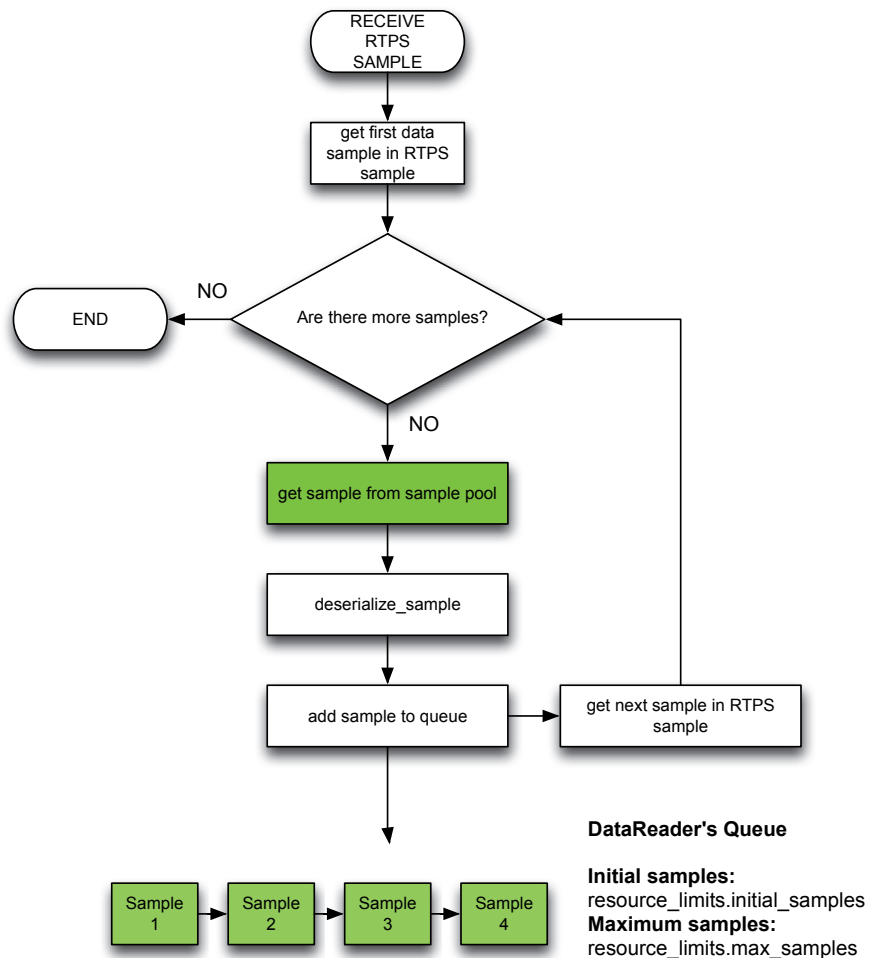 RECEIVE
RTPS
SAMPLE
get first data
sample in RTPS
sample
NO
END
Are there more samples?
NO
get sample from sample pool
deserialize_sample
add sample to queue
get next sample in RTPS
sample
DataReader's Queue
Initial samples:
resource_limits.initial_samples
Maximum samples:
resource_limits.max_samples
Sample
1
Sample
2
Sample
3
Sample
4